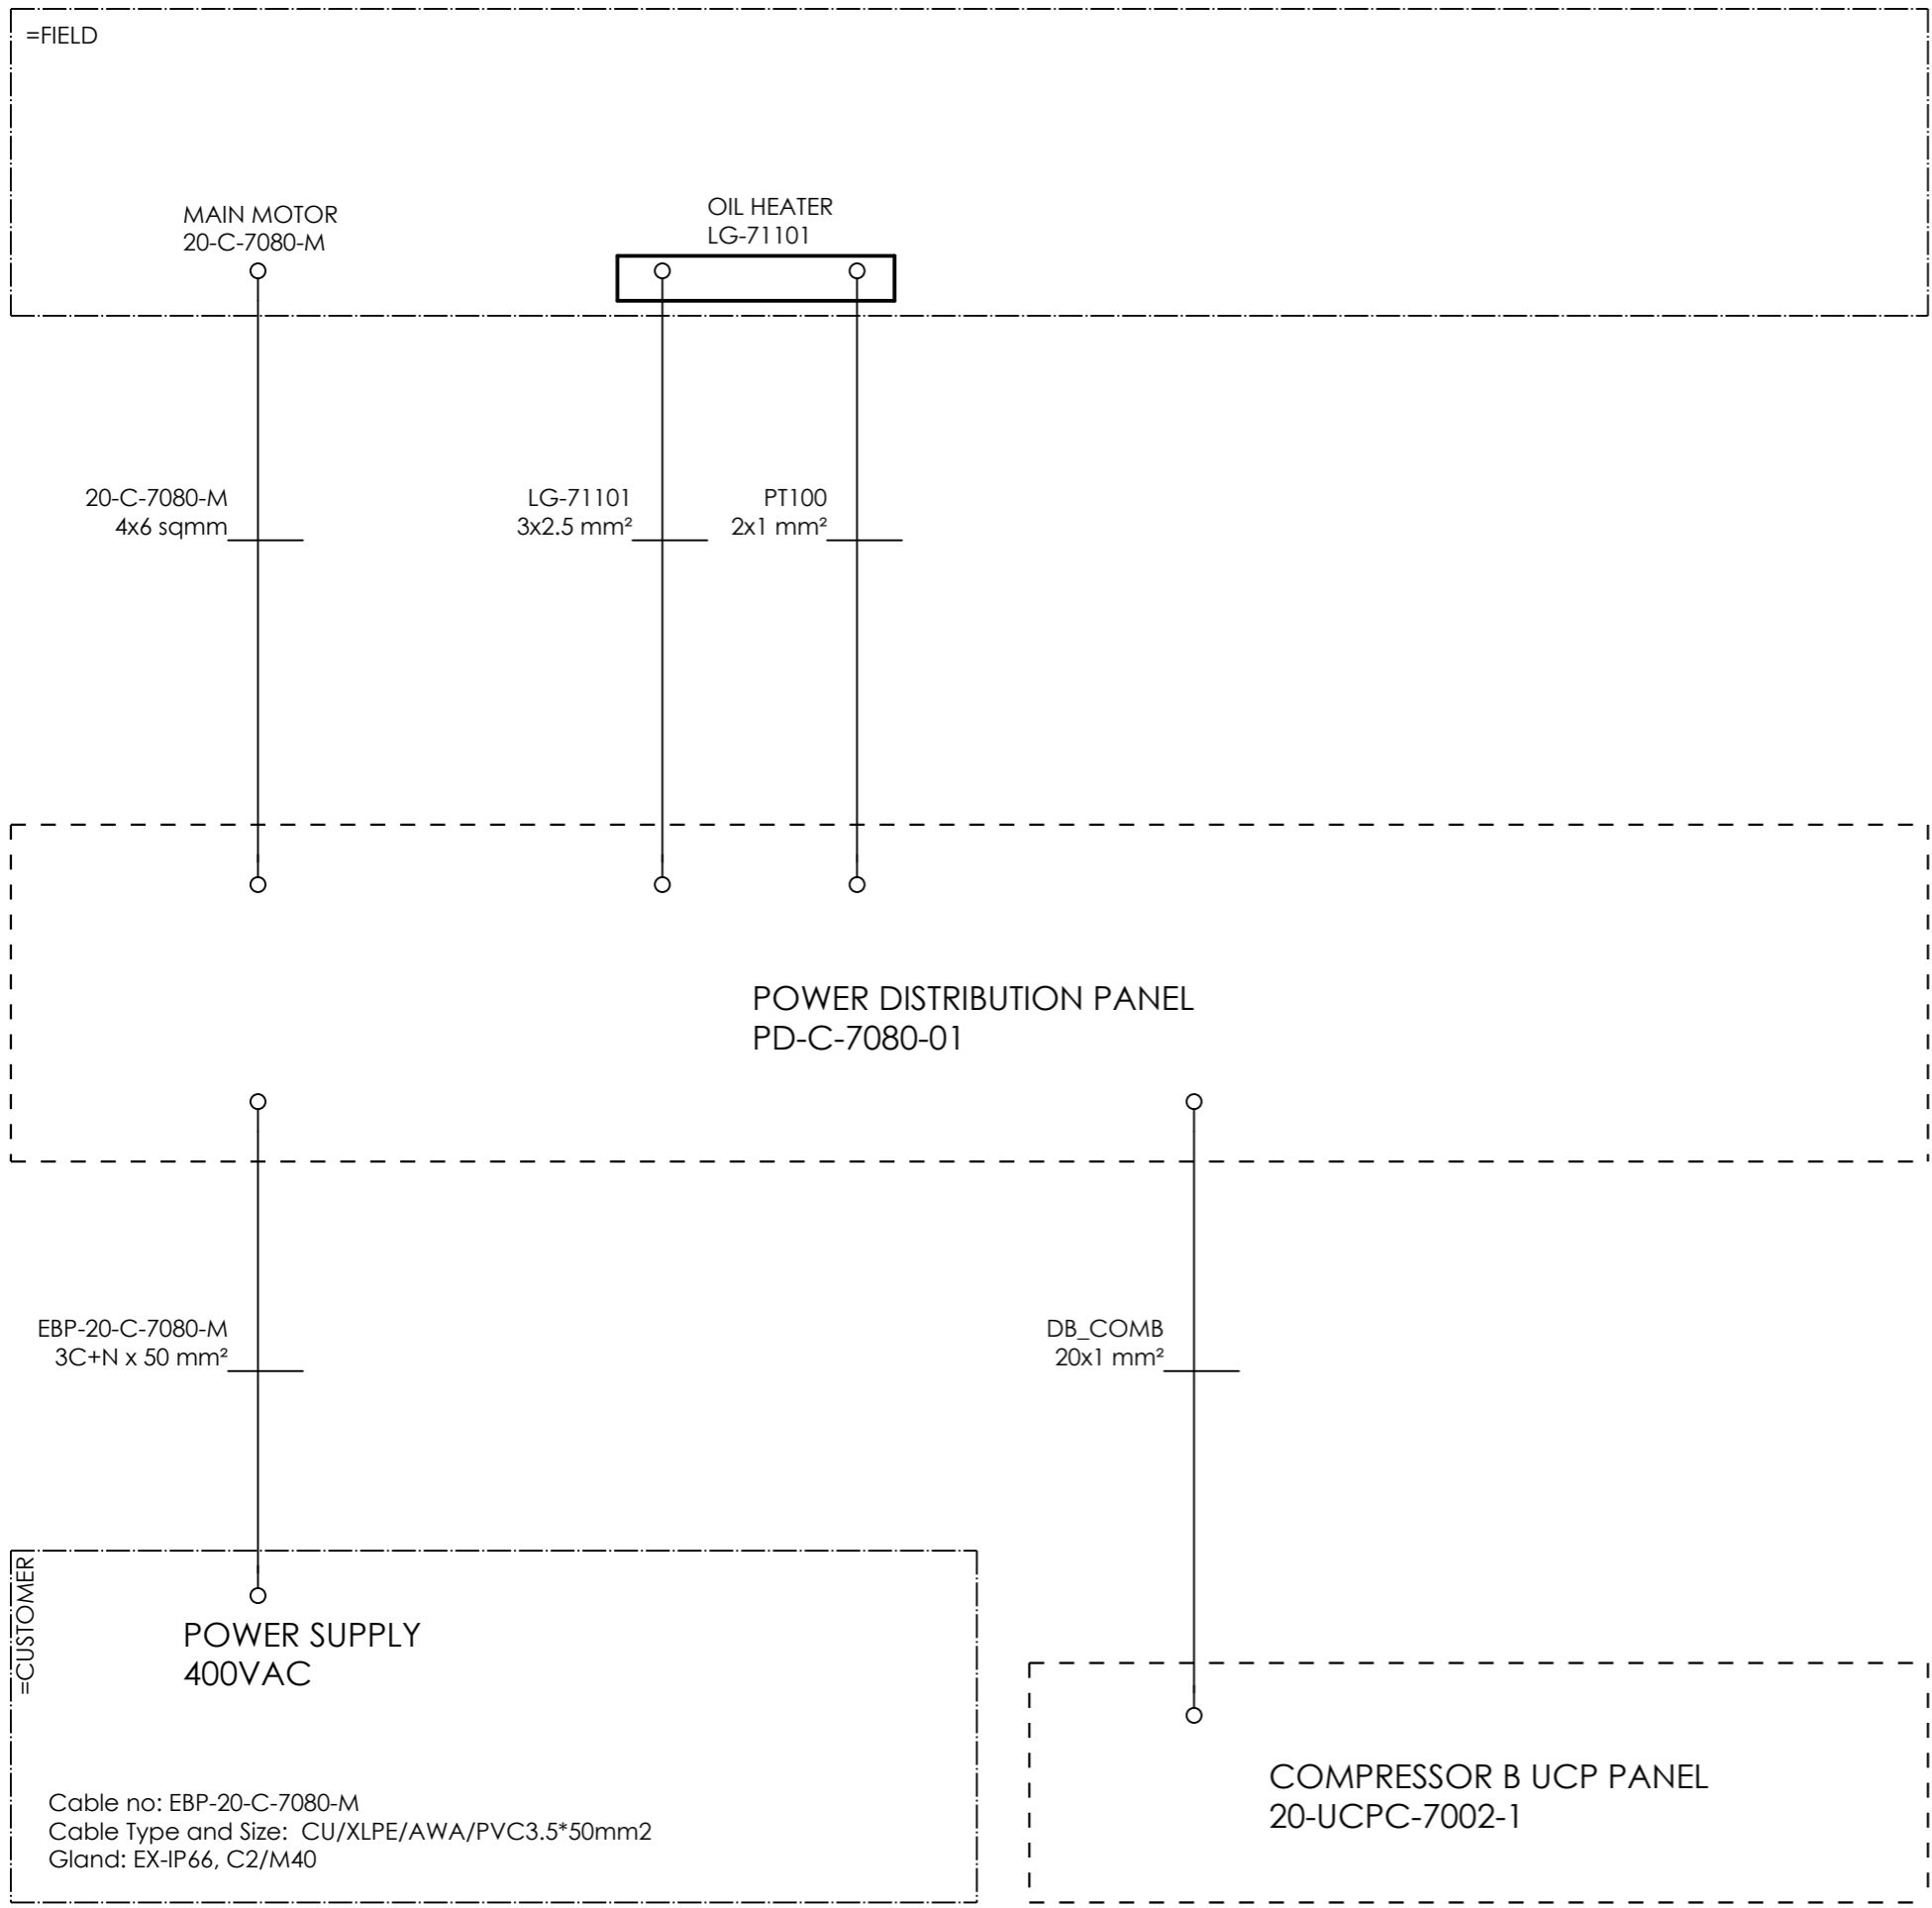 =FIELD
MAIN MOTOR
20-C-7080-M
OIL HEATER
LG-71101
20-C-7080-M
4x6 sqmm
LG-71101
3x2.5 mm²
PT100
2x1 mm²
POWER DISTRIBUTION PANEL
PD-C-7080-01
EBP-20-C-7080-M
3C+N x 50 mm²
DB_COMB
20x1 mm²
=CUSTOMER
POWER SUPPLY
400VAC
Cable no: EBP-20-C-7080-M
Cable Type and Size:  CU/XLPE/AWA/PVC3.5*50mm2
Gland: EX-IP66, C2/M40
COMPRESSOR B UCP PANEL
20-UCPC-7002-1